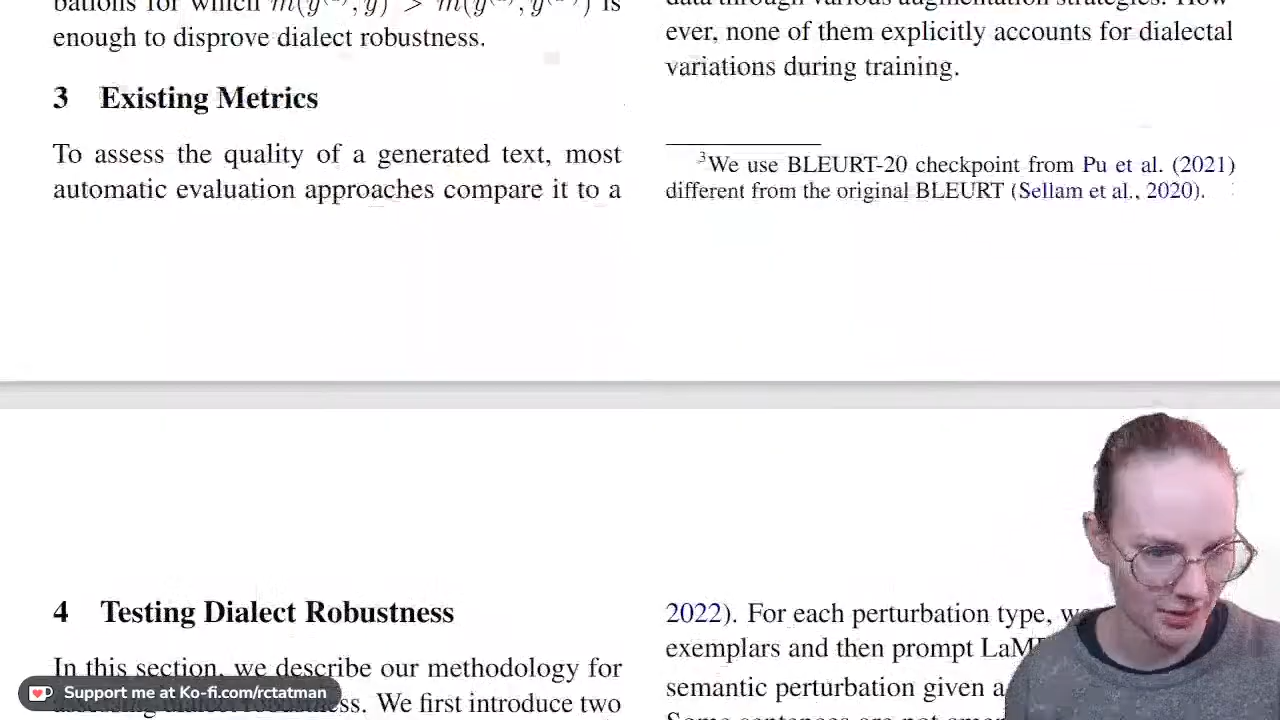 enough to disprove dialect robustness.
3 Existing Metrics
To assess the quality of a generated text, most
automatic evaluation approaches compare it to a
ever, none of them explicitly accounts for dialectal
variations during training.
3We use BLEURT-20 checkpoint from Pu et al. (2021)
different from the original BLEURT (Sellam et al., 2020).
4 Testing Dialect Robustness
In this section, we describe our methodology for
We first introduce two
2022). For each perturbation type, we
exemplars and then prompt
semantic perturbation given a
Support me at Ko-fi.com/rctatman